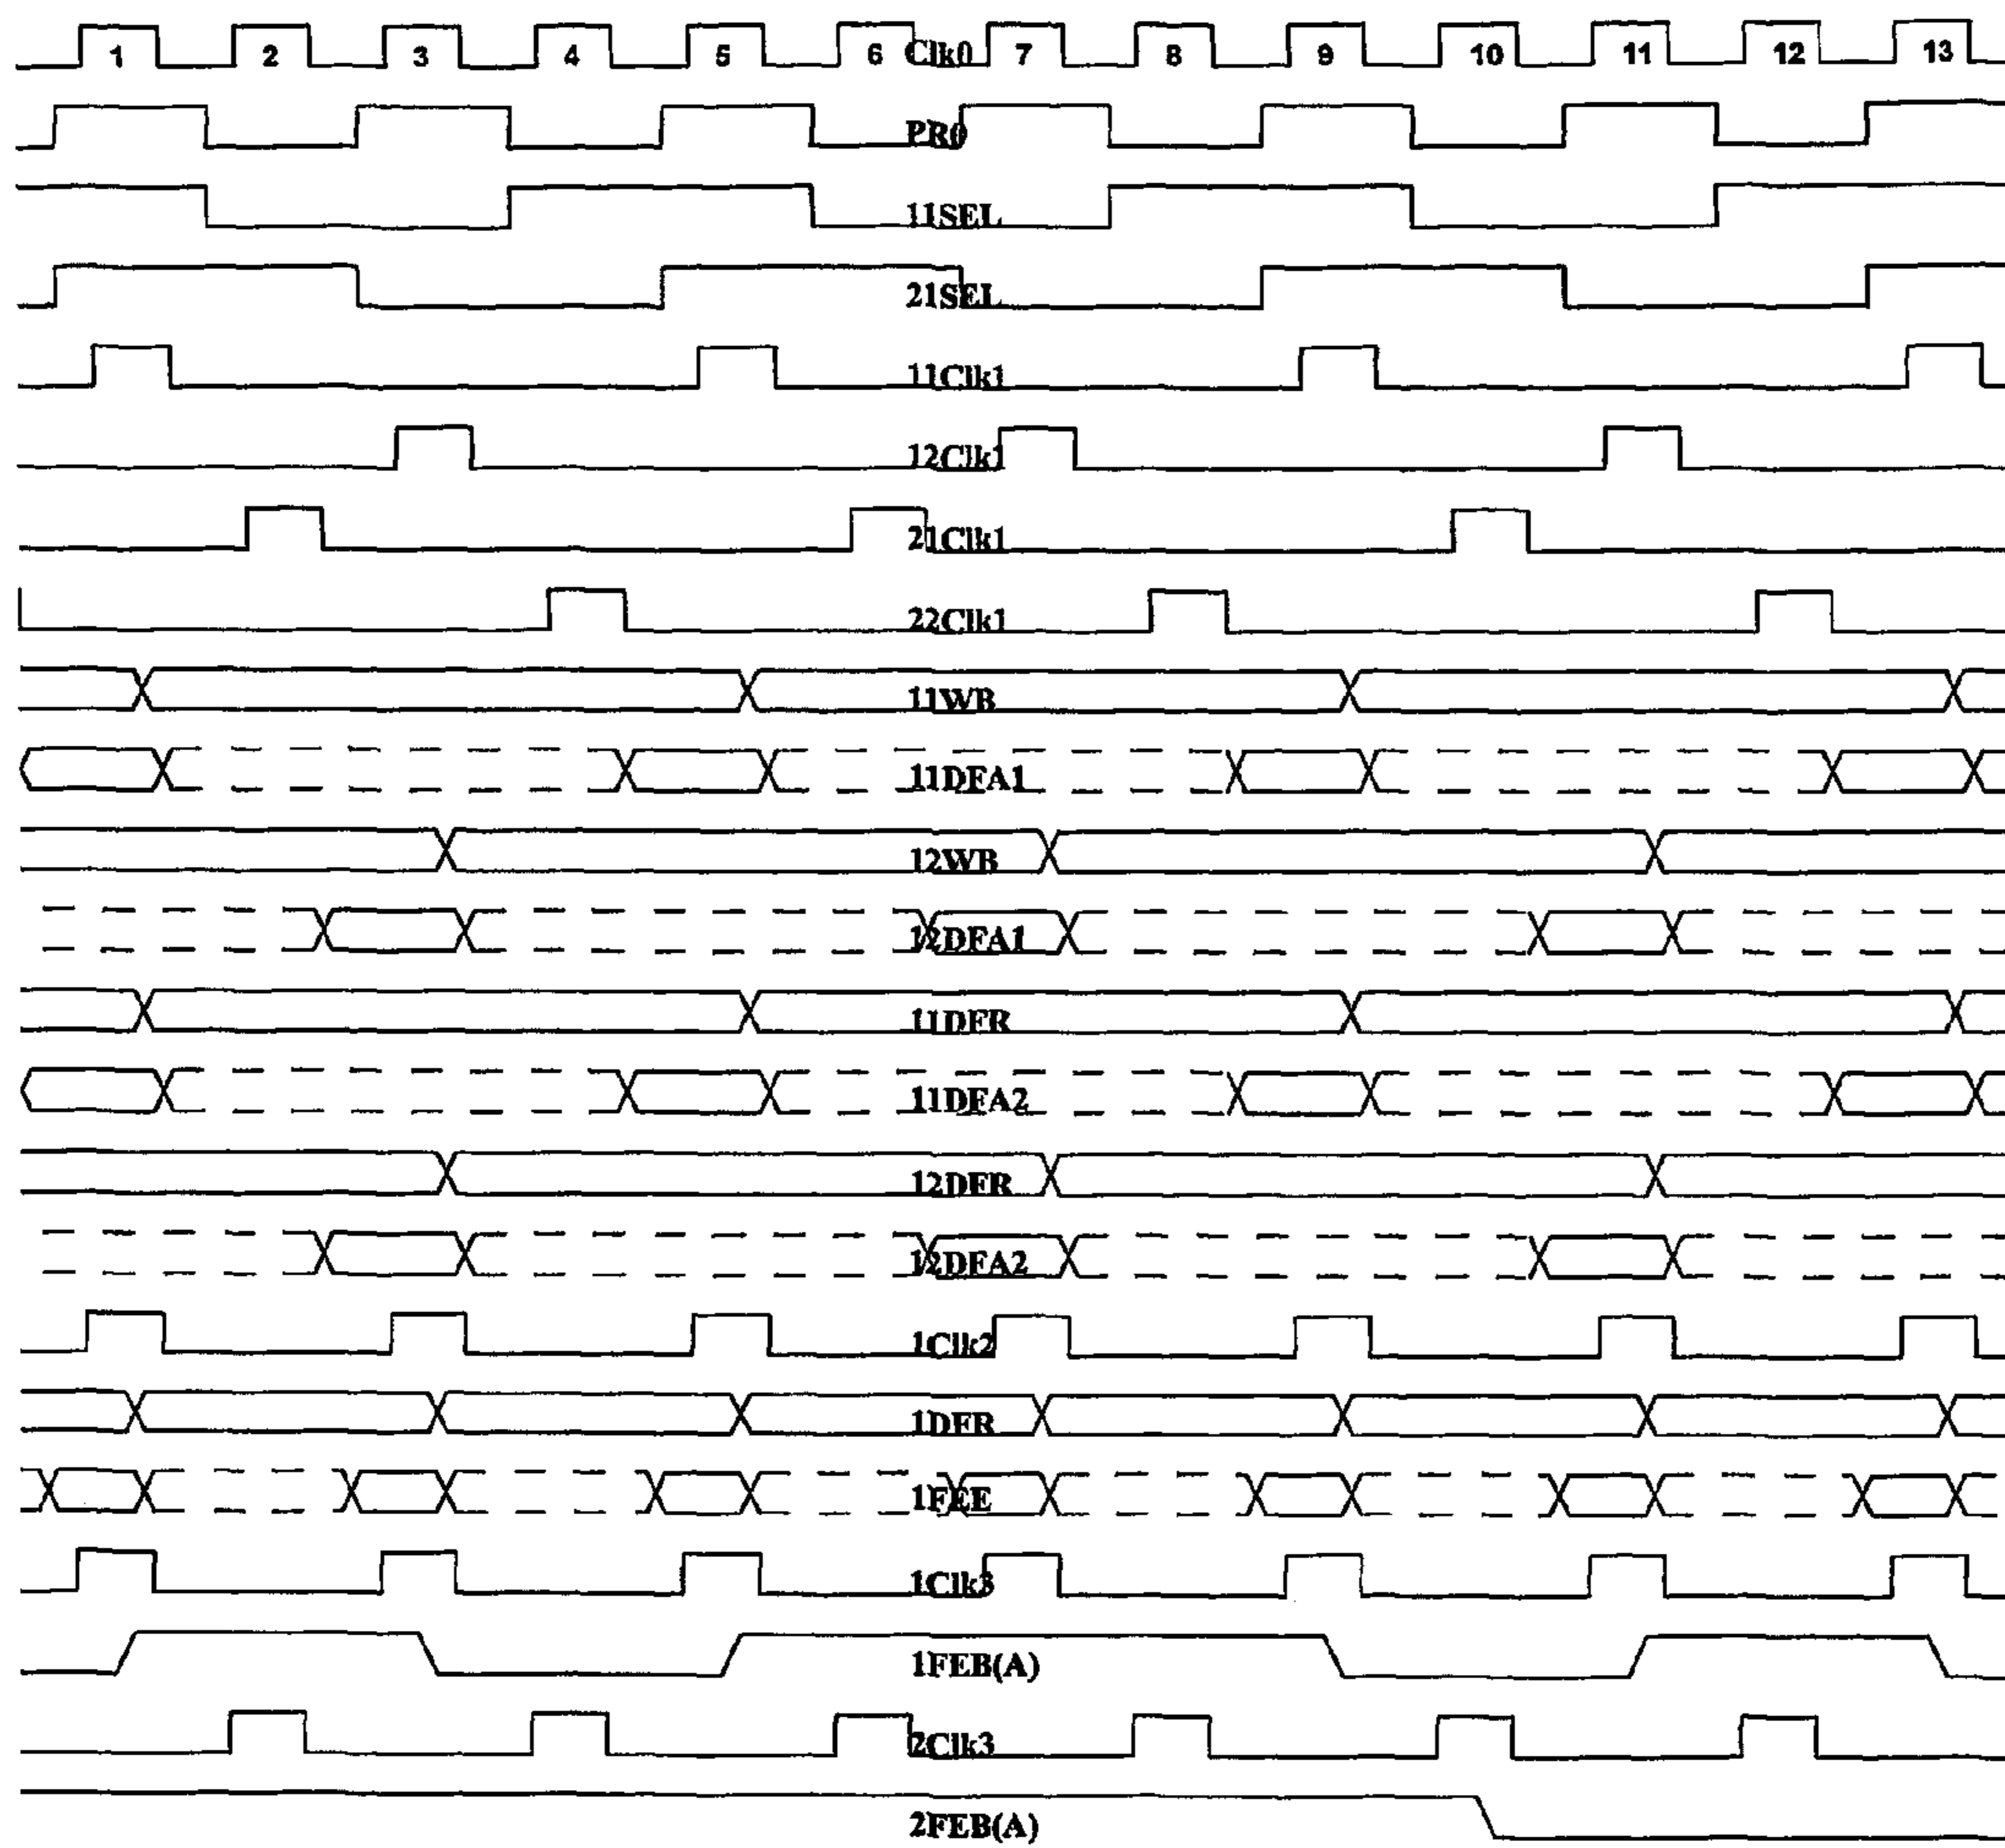 1 2 3 4 5 6 Clk0 7 8 9 10 11 12 13
PR0
11SEL
21SEL
11Clk1
12Clk1
21Clk1
22Clk1
11WB
11DFA1
12WB
12DFA1
11DFR
11DFA2
12DFR
12DFA2
1Clk2
1DFR
1FEE
1Clk3
1FEB(A)
2Clk3
2FEB(A)